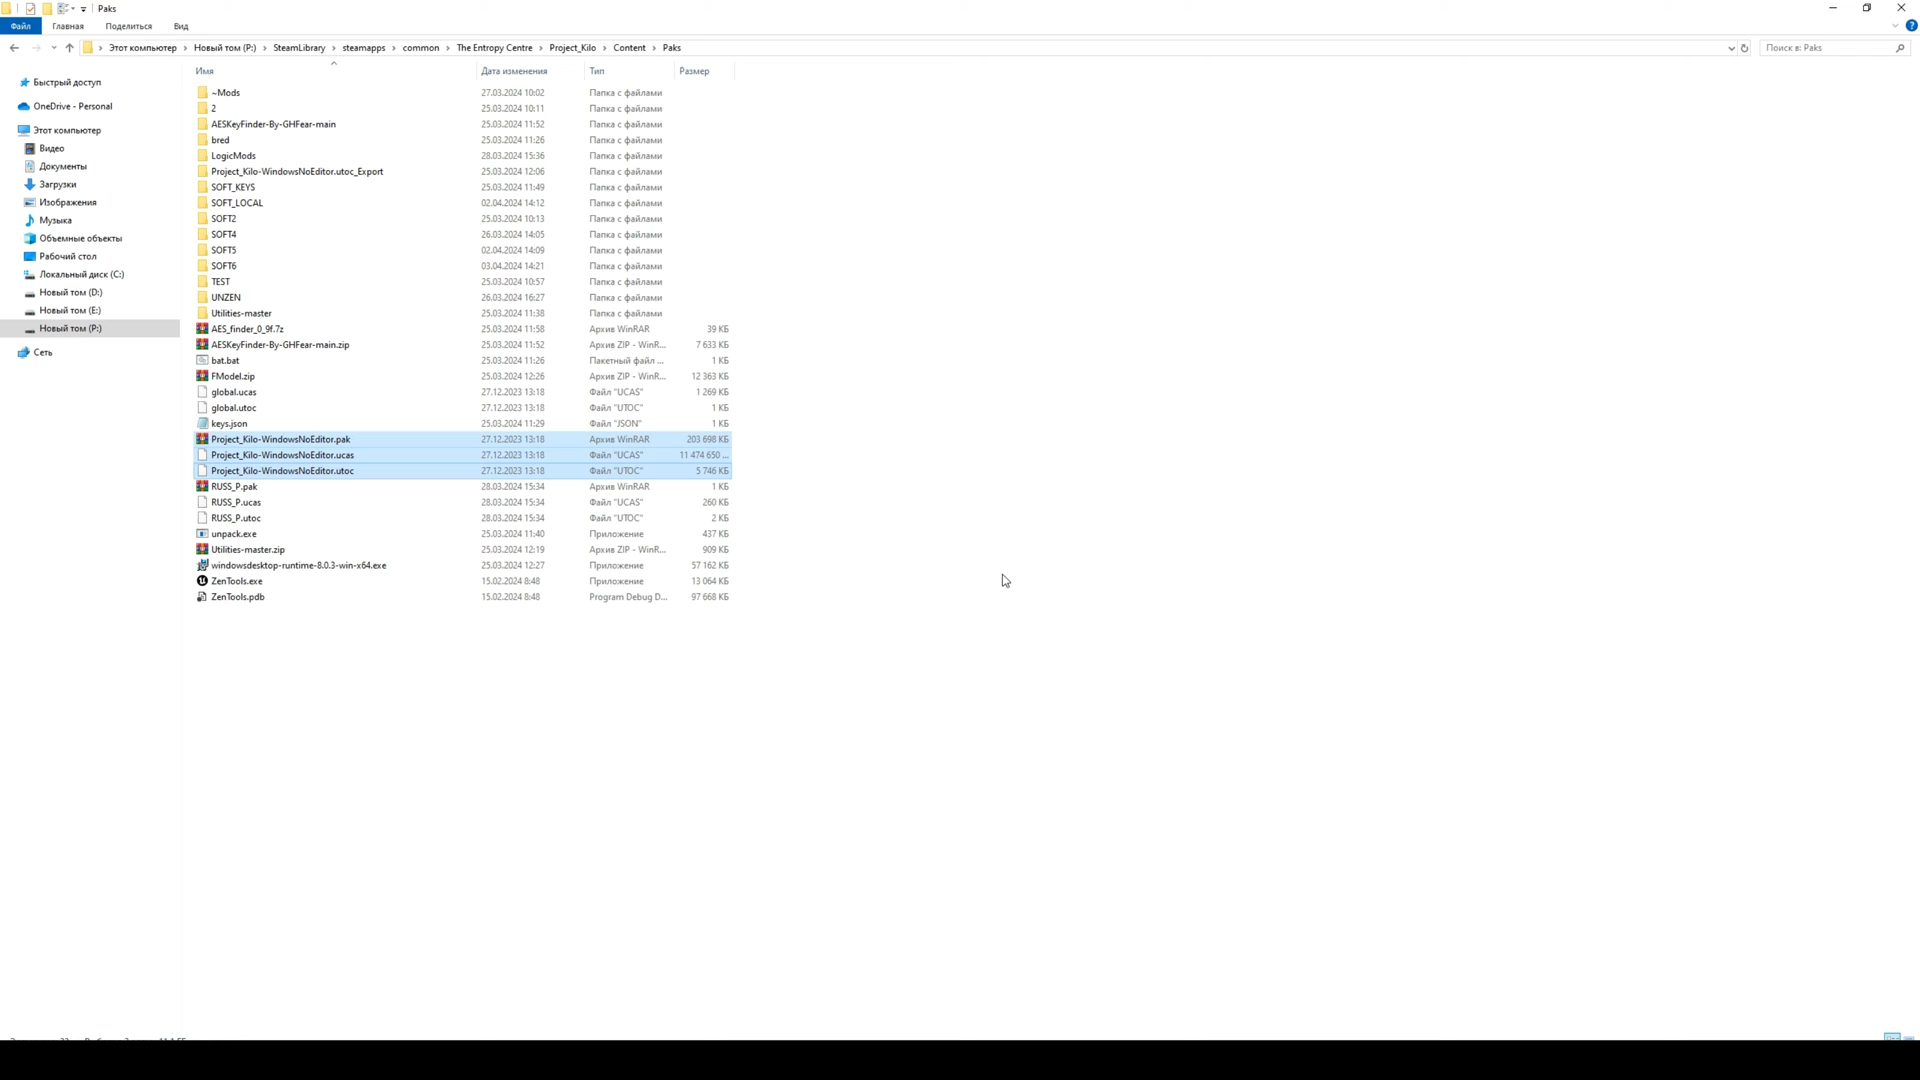 Paks
Файл Главная Поделиться Вид
Этот компьютер › Новый том (P:) › SteamLibrary › steamapps › common › The Entropy Centre › Project_Kilo › Content › Paks
Поиск в: Paks
Имя Дата изменения Тип Размер
Быстрый доступ
OneDrive - Personal
Этот компьютер
Видео
Документы
Загрузки
Изображения
Музыка
Объемные объекты
Рабочий стол
Локальный диск (C:)
Новый том (D:)
Новый том (E:)
Новый том (P:)
Сеть
~Mods 27.03.2024 10:02 Папка с файлами
2 25.03.2024 10:11 Папка с файлами
AESKeyFinder-By-GHFear-main 25.03.2024 11:52 Папка с файлами
bred 25.03.2024 11:26 Папка с файлами
LogicMods 28.03.2024 15:36 Папка с файлами
Project_Kilo-WindowsNoEditor.utoc_Export 25.03.2024 12:06 Папка с файлами
SOFT_KEYS 25.03.2024 11:49 Папка с файлами
SOFT_LOCAL 02.04.2024 14:12 Папка с файлами
SOFT2 25.03.2024 10:13 Папка с файлами
SOFT4 26.03.2024 14:05 Папка с файлами
SOFT5 02.04.2024 14:09 Папка с файлами
SOFT6 03.04.2024 14:21 Папка с файлами
TEST 25.03.2024 10:57 Папка с файлами
UNZEN 26.03.2024 16:27 Папка с файлами
Utilities-master 25.03.2024 11:38 Папка с файлами
AES_finder_0_9f.7z 25.03.2024 11:58 Архив WinRAR 39 КБ
AESKeyFinder-By-GHFear-main.zip 25.03.2024 11:52 Архив ZIP - WinR... 7 633 КБ
bat.bat 25.03.2024 11:26 Пакетный файл ... 1 КБ
FModel.zip 25.03.2024 12:26 Архив ZIP - WinR... 12 363 КБ
global.ucas 27.12.2023 13:18 Файл "UCAS" 1 269 КБ
global.utoc 27.12.2023 13:18 Файл "UTOC" 1 КБ
keys.json 25.03.2024 11:29 Файл "JSON" 1 КБ
Project_Kilo-WindowsNoEditor.pak 27.12.2023 13:18 Архив WinRAR 203 698 КБ
Project_Kilo-WindowsNoEditor.ucas 27.12.2023 13:18 Файл "UCAS" 11 474 650 ...
Project_Kilo-WindowsNoEditor.utoc 27.12.2023 13:18 Файл "UTOC" 5 746 КБ
RUSS_P.pak 28.03.2024 15:34 Архив WinRAR 1 КБ
RUSS_P.ucas 28.03.2024 15:34 Файл "UCAS" 260 КБ
RUSS_P.utoc 28.03.2024 15:34 Файл "UTOC" 2 КБ
unpack.exe 25.03.2024 11:40 Приложение 437 КБ
Utilities-master.zip 25.03.2024 12:19 Архив ZIP - WinR... 909 КБ
windowsdesktop-runtime-8.0.3-win-x64.exe 25.03.2024 12:27 Приложение 57 162 КБ
ZenTools.exe 15.02.2024 8:48 Приложение 13 064 КБ
ZenTools.pdb 15.02.2024 8:48 Program Debug D... 97 668 КБ